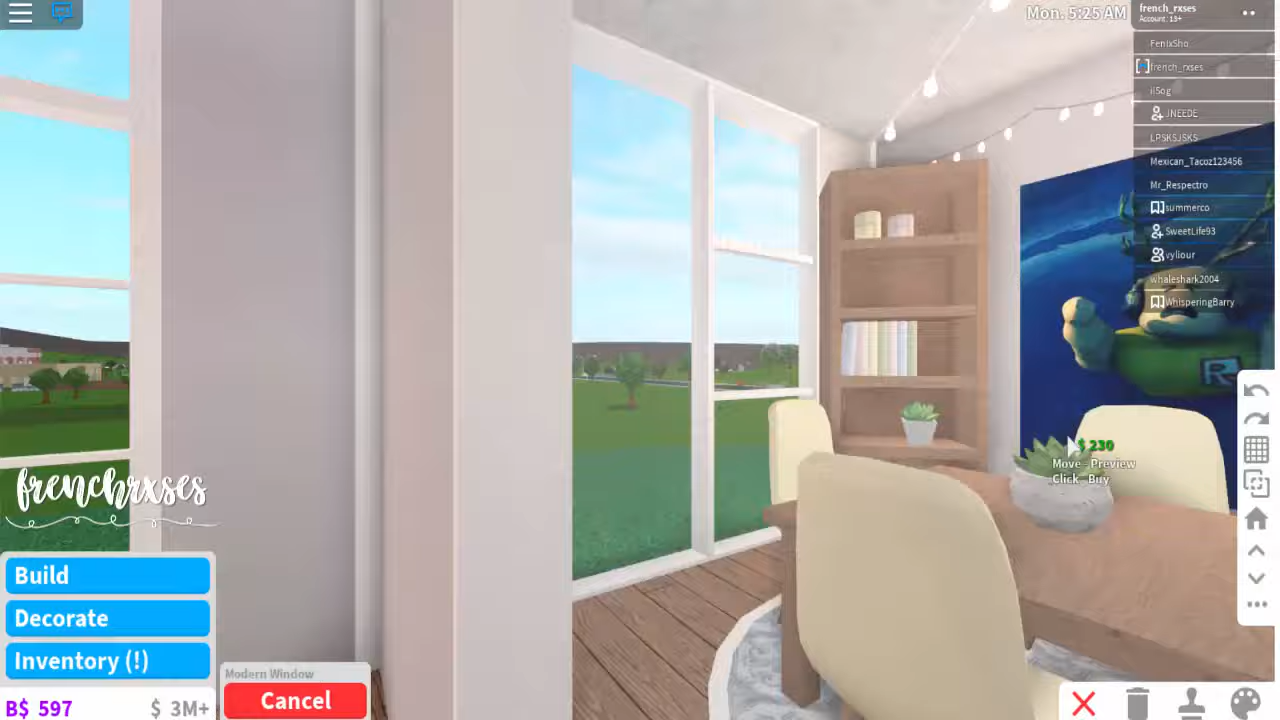 Mon. 5:25 AM
french_rxses
Account: 13+
FenixSho
french_rxses
iiSog
JNEEDE
LPSKSJSKS
Mexican_Tacoz123456
Mr_Respectro
summerco
SweetLife93
vyliour
whaleshark2004
WhisperingBarry
$ 230
Move - Preview
Click - Buy
frenchrxses
Build
Decorate
Inventory (!)
Modern Window
Cancel
B$ 597
$ 3M+
R